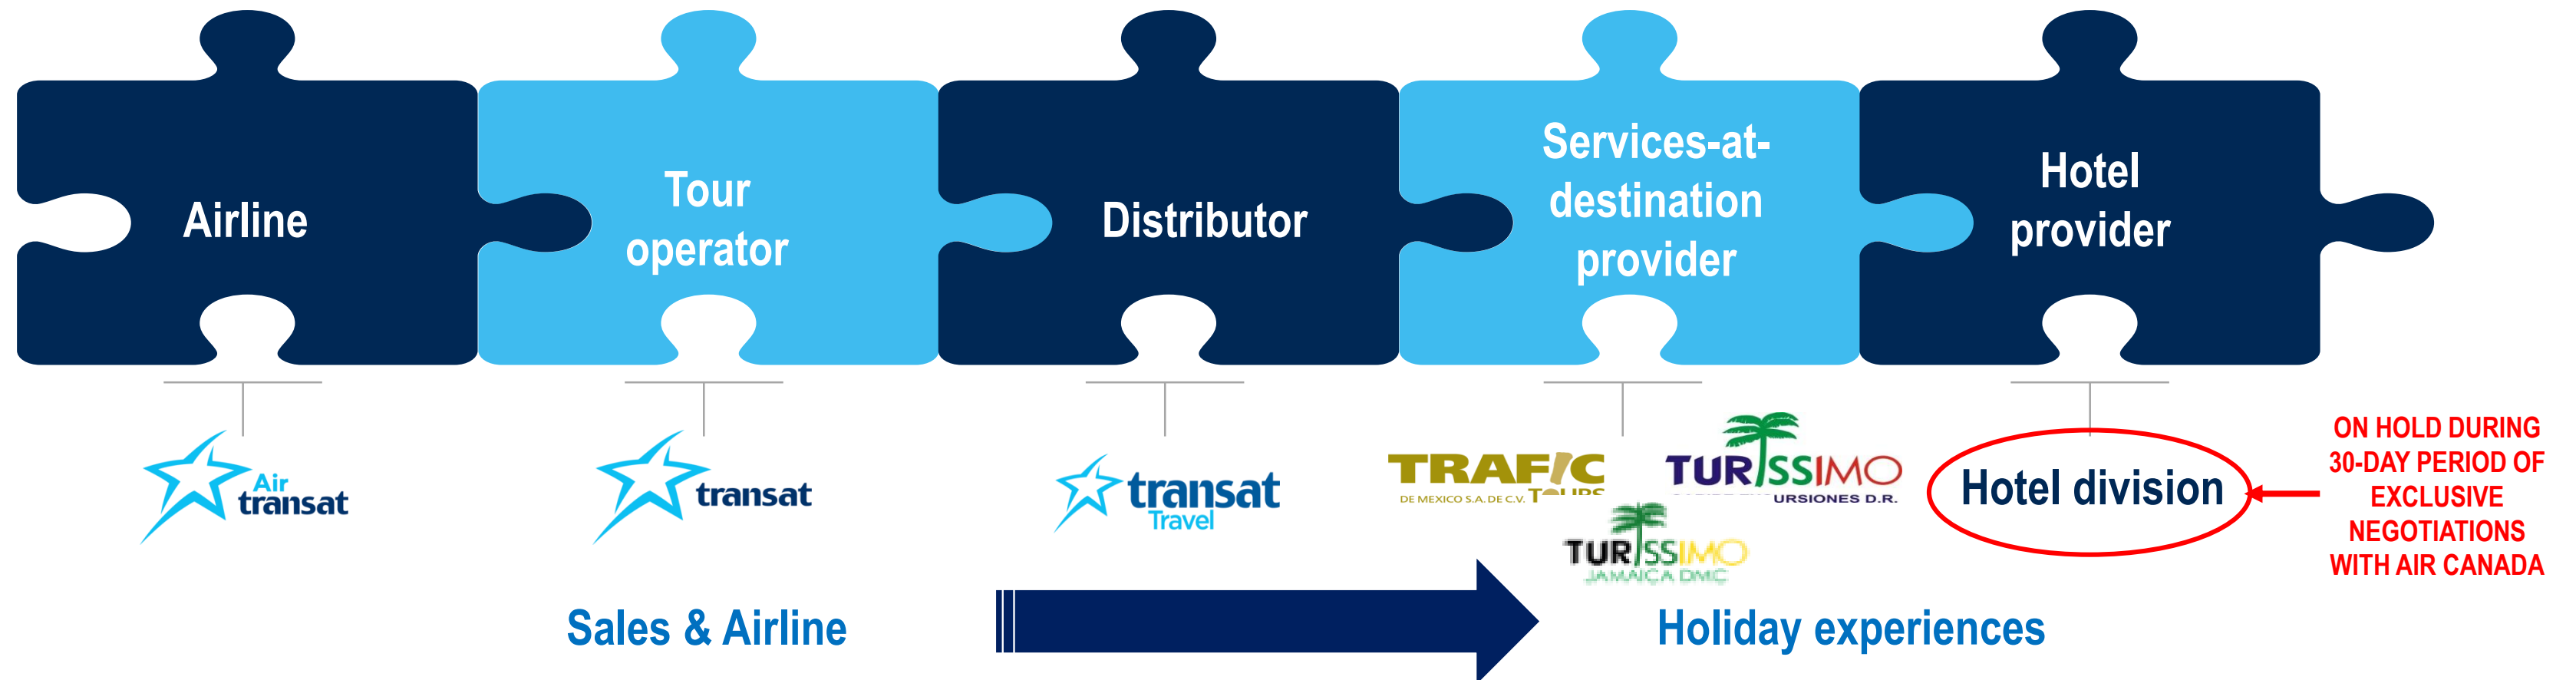 Airline
Tour
operator
Distributor
Services-at-
destination
provider
Hotel
provider
Air
transat
transat
transat
Travel
TRAFIC
TOURS
DE MEXICO S.A. DE C.V.
TURISSIMO
URSIONES D.R.
TURISSIMO
JAMAICA DMC
Hotel division
ON HOLD DURING
30-DAY PERIOD OF
EXCLUSIVE
NEGOTIATIONS
WITH AIR CANADA
Sales & Airline
Holiday experiences